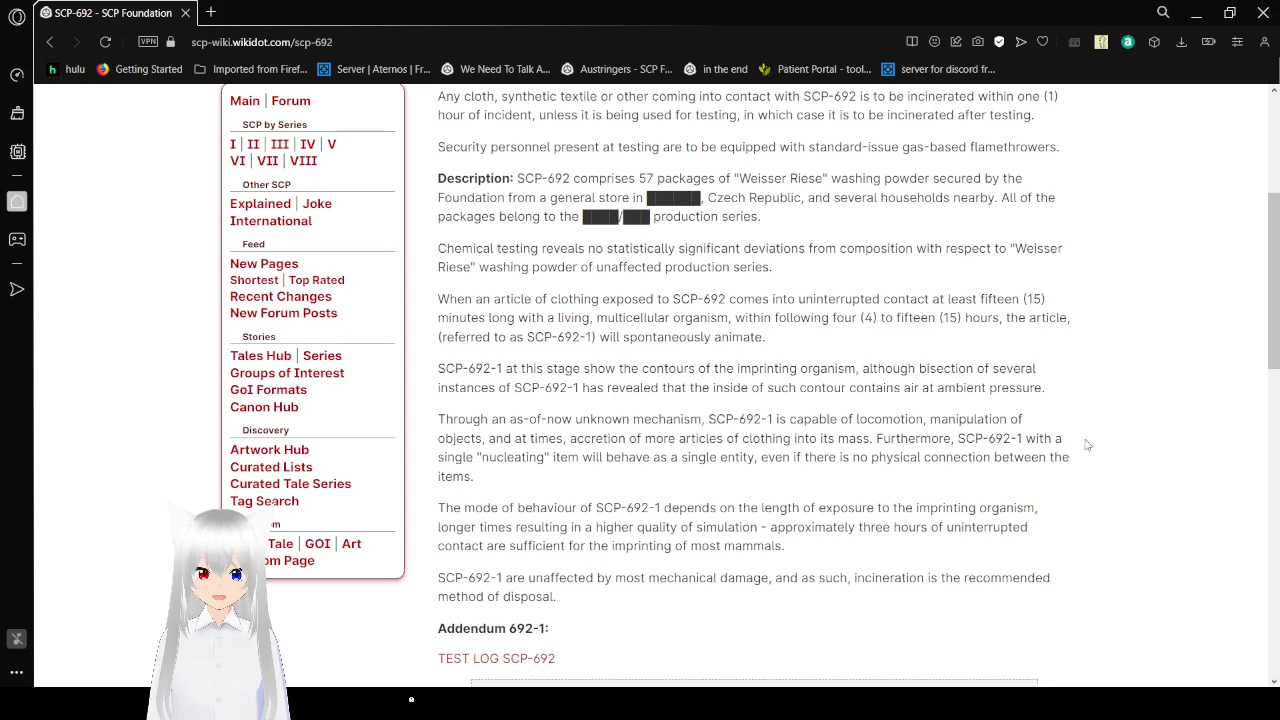 SCP-692 - SCP Foundation
VPN
scp-wiki.wikidot.com/scp-692
hulu
Getting Started
Imported from Firef...
Server | Aternos | Fr...
We Need To Talk A...
Austringers - SCP F...
in the end
Patient Portal - tool...
server for discord fr...
Main | Forum
SCP by Series
I | II | III | IV | V
VI | VII | VIII
Other SCP
Explained | Joke
International
Feed
New Pages
Shortest | Top Rated
Recent Changes
New Forum Posts
Stories
Tales Hub | Series
Groups of Interest
GoI Formats
Canon Hub
Discovery
Artwork Hub
Curated Lists
Curated Tale Series
Tag Search
Tale | GOI | Art
Page
Any cloth, synthetic textile or other coming into contact with SCP-692 is to be incinerated within one (1)
hour of incident, unless it is being used for testing, in which case it is to be incinerated after testing.
Security personnel present at testing are to be equipped with standard-issue gas-based flamethrowers.
Description: SCP-692 comprises 57 packages of "Weisser Riese" washing powder secured by the
Foundation from a general store in ██████, Czech Republic, and several households nearby. All of the
packages belong to the ████/███ production series.
Chemical testing reveals no statistically significant deviations from composition with respect to "Weisser
Riese" washing powder of unaffected production series.
When an article of clothing exposed to SCP-692 comes into uninterrupted contact at least fifteen (15)
minutes long with a living, multicellular organism, within following four (4) to fifteen (15) hours, the article,
(referred to as SCP-692-1) will spontaneously animate.
SCP-692-1 at this stage show the contours of the imprinting organism, although bisection of several
instances of SCP-692-1 has revealed that the inside of such contour contains air at ambient pressure.
Through an as-of-now unknown mechanism, SCP-692-1 is capable of locomotion, manipulation of
objects, and at times, accretion of more articles of clothing into its mass. Furthermore, SCP-692-1 with a
single "nucleating" item will behave as a single entity, even if there is no physical connection between the
items.
The mode of behaviour of SCP-692-1 depends on the length of exposure to the imprinting organism,
longer times resulting in a higher quality of simulation - approximately three hours of uninterrupted
contact are sufficient for the imprinting of most mammals.
SCP-692-1 are unaffected by most mechanical damage, and as such, incineration is the recommended
method of disposal.
Addendum 692-1:
TEST LOG SCP-692